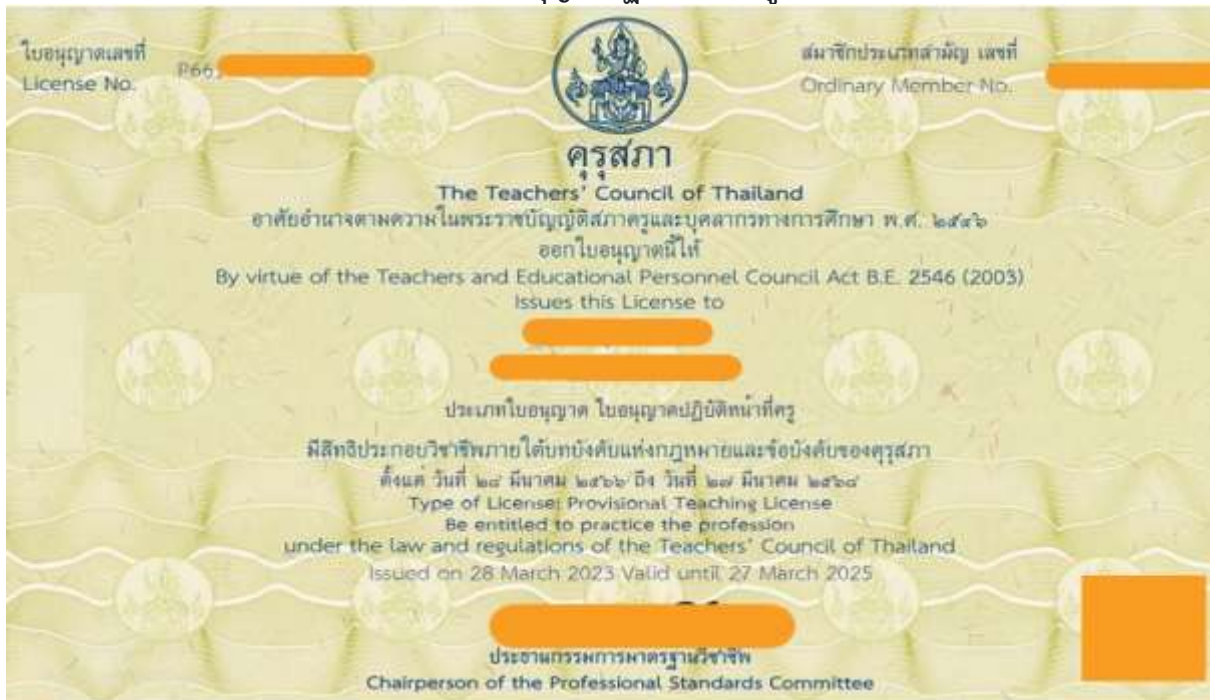 ใบอนุญาตเลขที่
License No. P66
สมาชิกประเภทสามัญ เลขที่
Ordinary Member No.
คุรุสภา
The Teachers' Council of Thailand
อาศัยอำนาจตามความในพระราชบัญญัติสภาครูและบุคลากรทางการศึกษา พ.ศ. ๒๕๔๖
ออกใบอนุญาตนี้ให้
By virtue of the Teachers and Educational Personnel Council Act B.E. 2546 (2003)
Issues this License to
ประเภทใบอนุญาต ใบอนุญาตปฏิบัติหน้าที่ครู
มีสิทธิประกอบวิชาชีพภายใต้บทบังคับแห่งกฎหมายและข้อบังคับของคุรุสภา
ตั้งแต่ วันที่ ๒๘ มีนาคม ๒๕๖๖ ถึง วันที่ ๒๗ มีนาคม ๒๕๖๘
Type of License: Provisional Teaching License
Be entitled to practice the profession
under the law and regulations of the Teachers' Council of Thailand
Issued on 28 March 2023 Valid until 27 March 2025
ประธานกรรมการมาตรฐานวิชาชีพ
Chairperson of the Professional Standards Committee